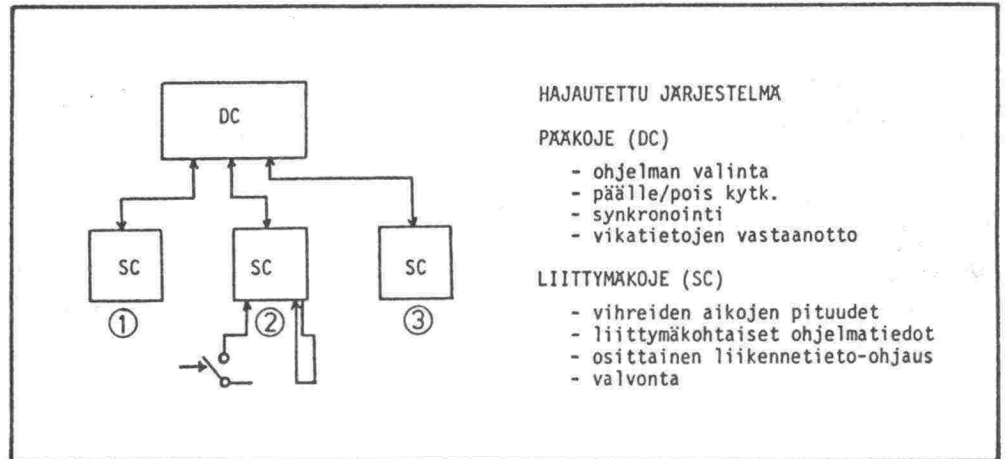 DC
SC
SC
SC
1
2
3
HAJAUTETTU JÄRJESTELMÄ
PÄÄKOJE (DC)
- ohjelman valinta
- päälle/pois kytk.
- synkronointi
- vikatietojen vastaanotto
LIITTYMÄKOJE (SC)
- vihreiden aikojen pituudet
- liittymäkohtaiset ohjelmatiedot
- osittainen liikennetieto-ohjaus
- valvonta